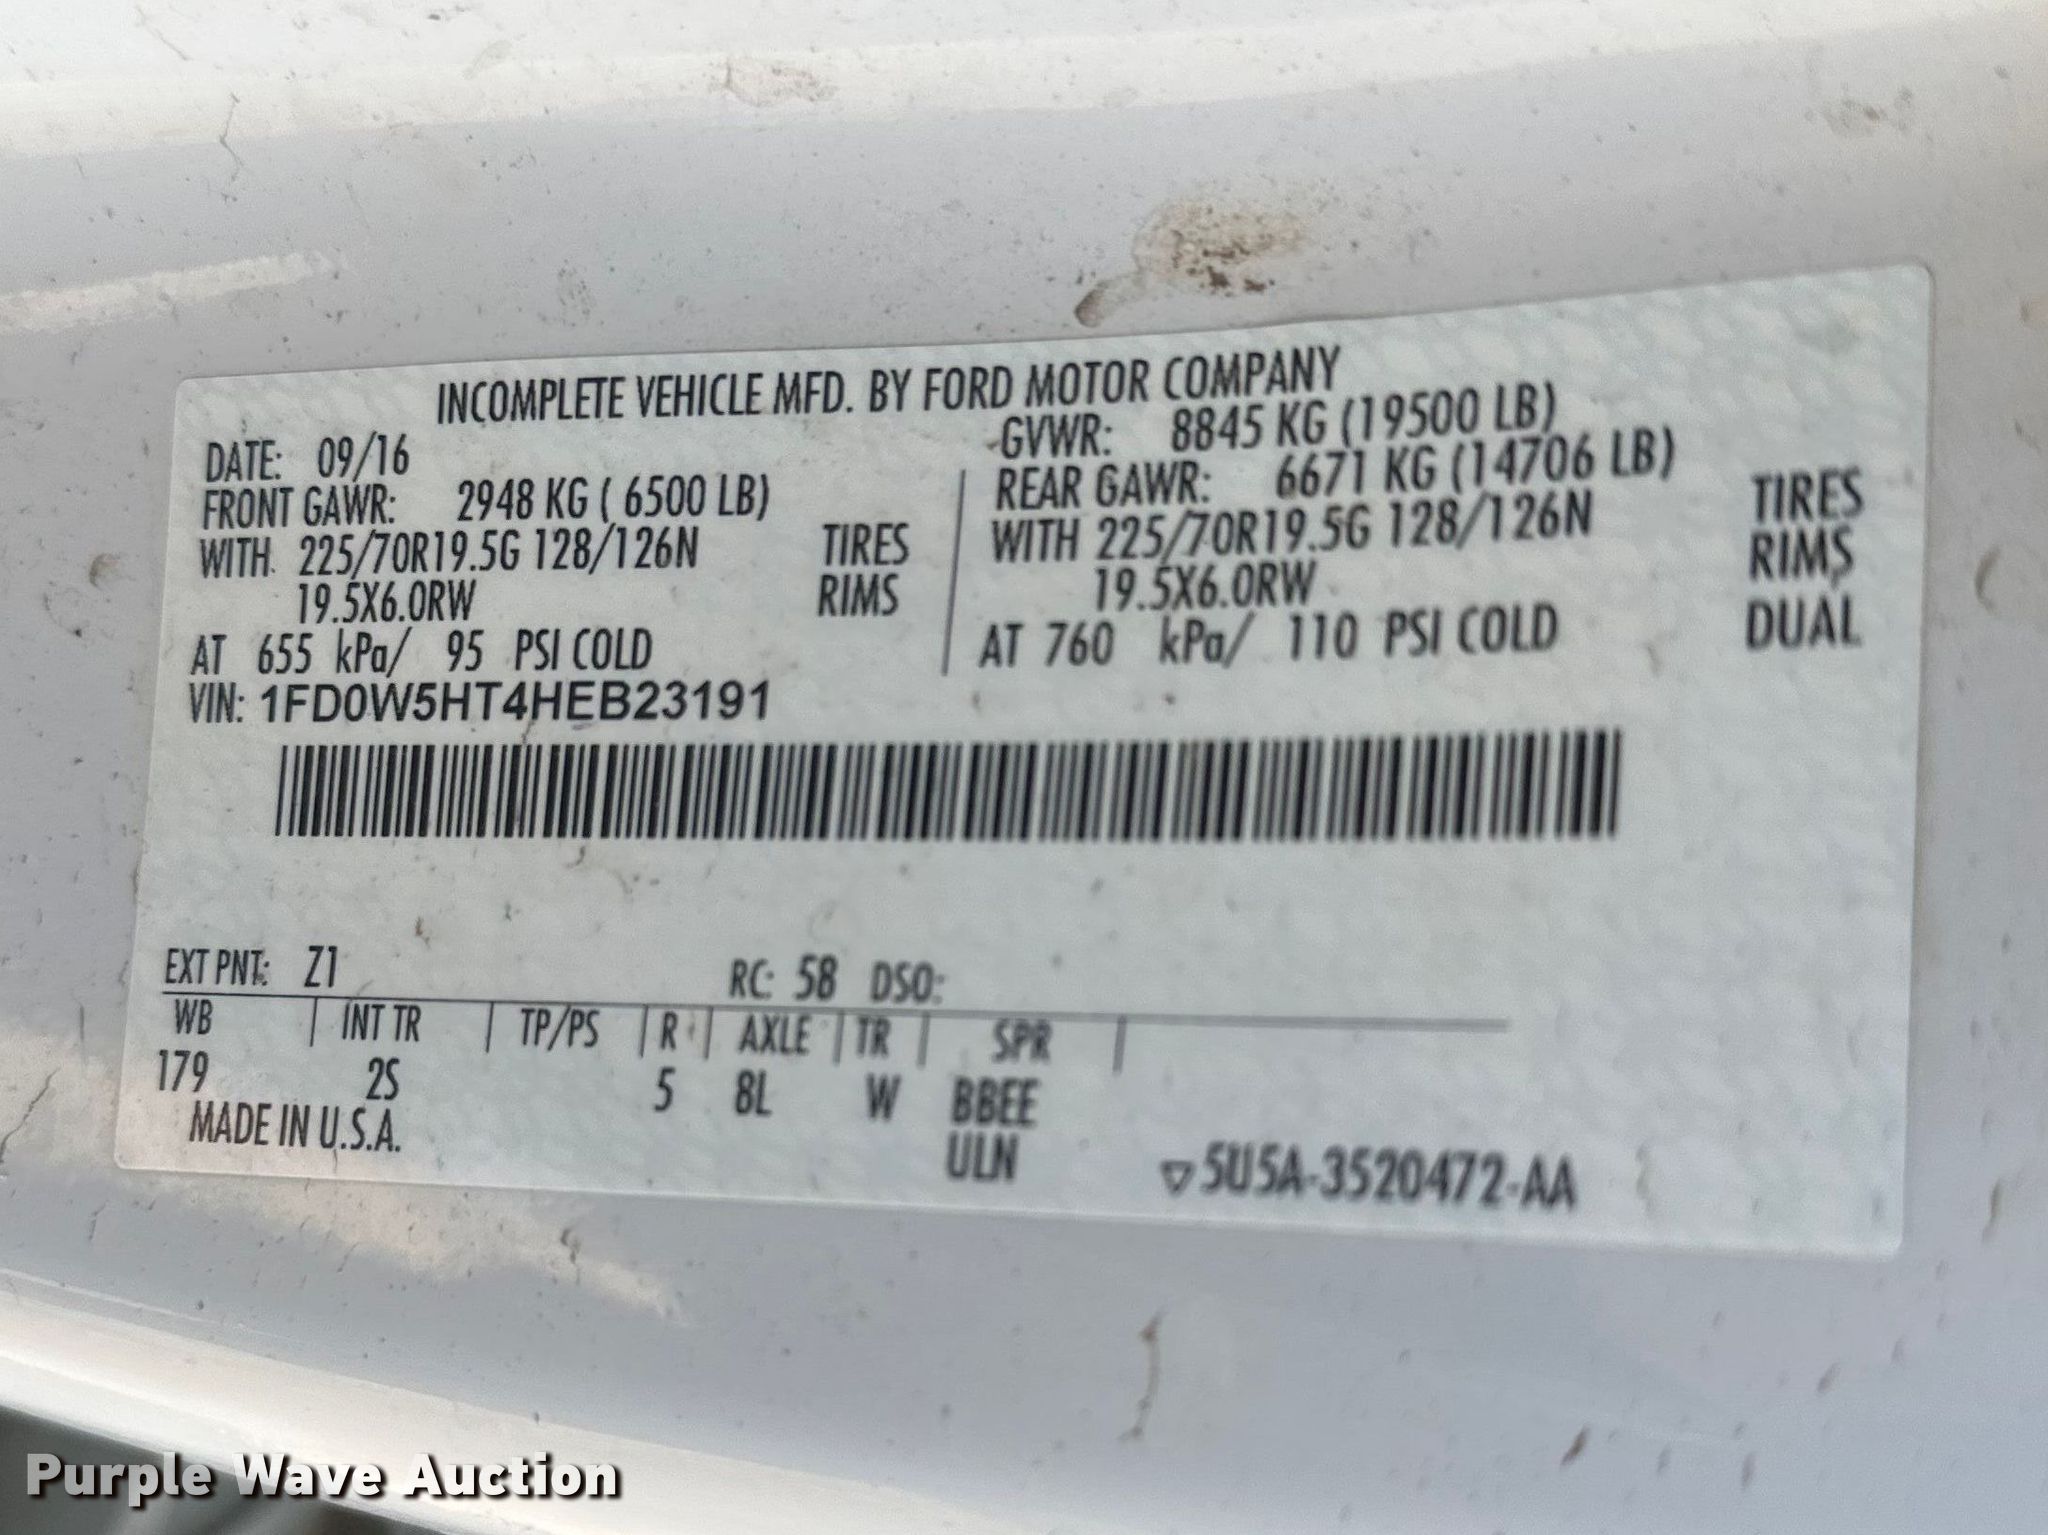 INCOMPLETE VEHICLE MFD. BY FORD MOTOR COMPANY
DATE: 09/16 GVWR: 8845 KG (19500 LB)
FRONT GAWR: 2948 KG ( 6500 LB) REAR GAWR: 6671 KG (14706 LB)
WITH 225/70R19.5G 128/126N TIRES WITH 225/70R19.5G 128/126N TIRES
19.5X6.0RW RIMS 19.5X6.0RW RIMS
AT 655 kPa/ 95 PSI COLD AT 760 kPa/ 110 PSI COLD DUAL
VIN: 1FD0W5HT4HEB23191
EXT PNT: Z1 RC: 58 DSO:
WB | INT TR | TP/PS | R | AXLE | TR | SPR |
179 2S 5 8L W BBEE
MADE IN U.S.A. ULN ▽5U5A-3520472-AA
Purple Wave Auction